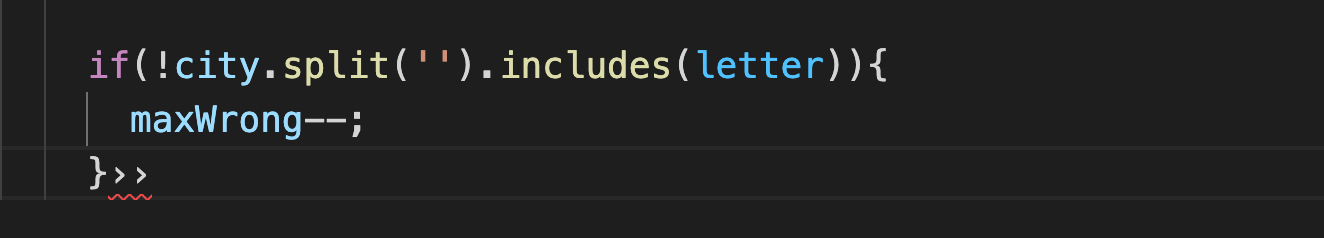 if(!city.split('').includes(letter)){
maxWrong--;
}››